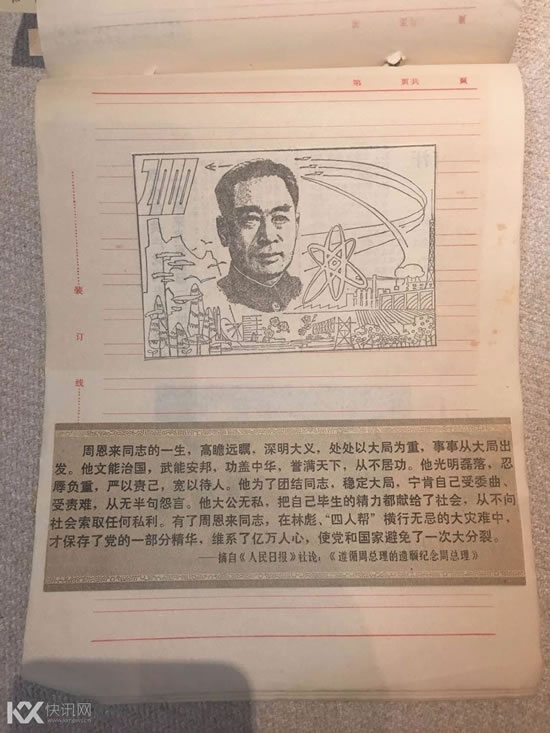 第 页共 页
2000
装
订
线
周恩来同志的一生，高瞻远瞩，深明大义，处处以大局为重，事事从大局出
发。他文能治国，武能安邦，功盖中华，誉满天下，从不居功。他光明磊落，忍
辱负重，严以责己，宽以待人。他为了团结同志，稳定大局，宁肯自己受委曲、
受责难，从无半句怨言。他大公无私，把自己毕生的精力都献给了社会，从不向
社会索取任何私利。有了周恩来同志，在林彪、“四人帮”横行无忌的大灾难中，
才保存了党的一部分精华，维系了亿万人心，使党和国家避免了一次大分裂。
——摘自《人民日报》社论：《遵循周总理的遗愿纪念周总理》
KX快讯网